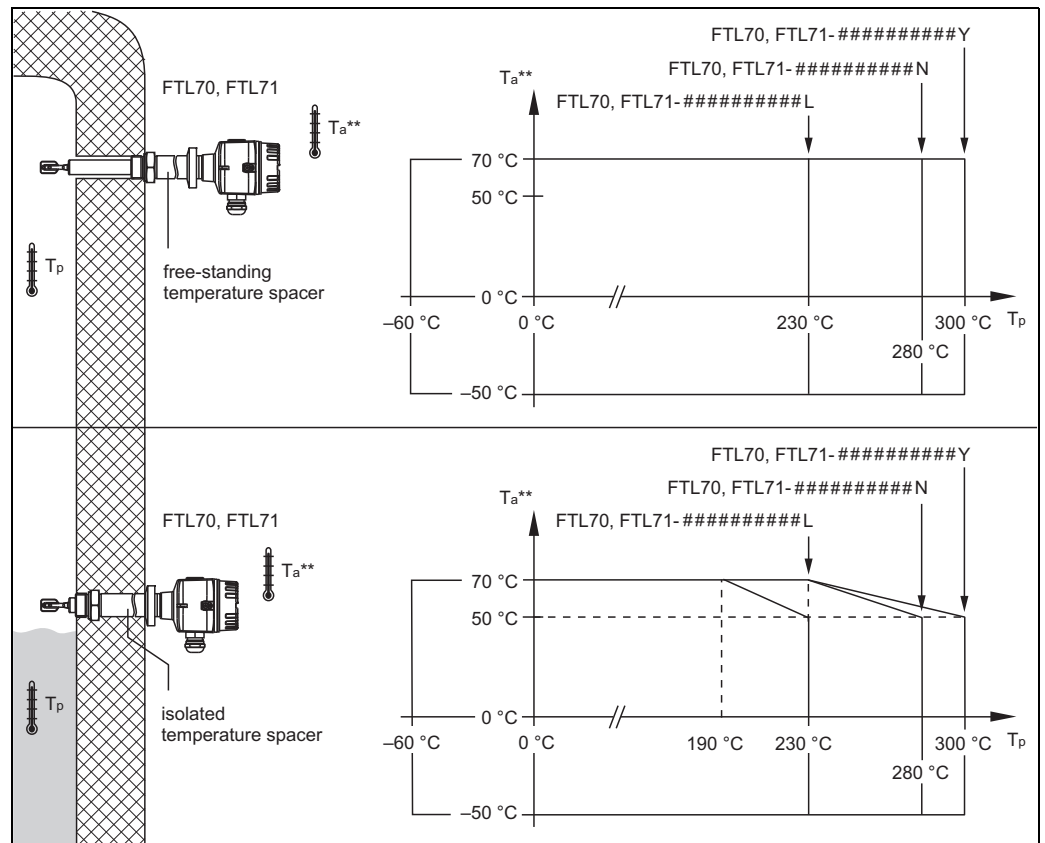 FTL70, FTL71
Ta**
Tp
free-standing
temperature spacer
FTL70, FTL71-##########Y
FTL70, FTL71-##########N
Ta**
FTL70, FTL71-##########L
70 °C
50 °C
0 °C
–60 °C
0 °C
230 °C
300 °C
Tp
280 °C
–50 °C
FTL70, FTL71
Ta**
Tp
isolated
temperature spacer
FTL70, FTL71-##########Y
FTL70, FTL71-##########N
Ta**
FTL70, FTL71-##########L
70 °C
50 °C
0 °C
–60 °C
0 °C
190 °C
230 °C
300 °C
Tp
280 °C
–50 °C